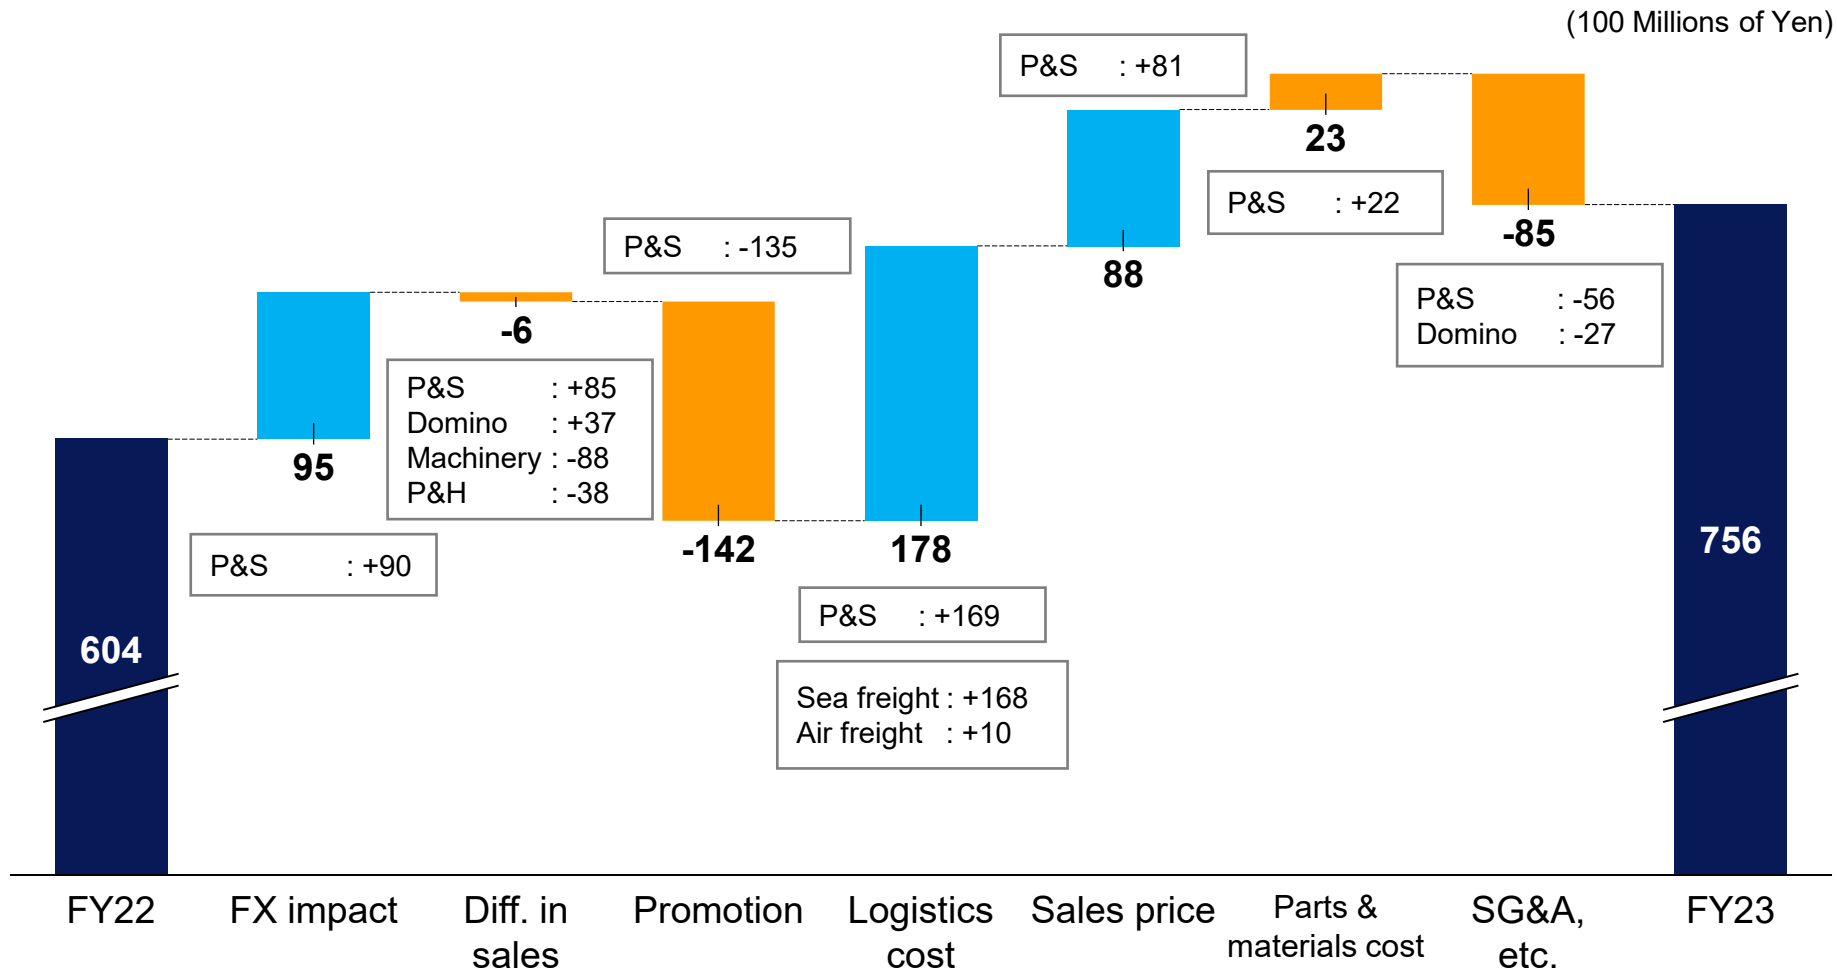 (100 Millions of Yen)
P&S : +81
23
P&S : +22
-85
P&S : -56
Domino : -27
P&S : -135
88
-6
P&S : +85
Domino : +37
Machinery : -88
P&H : -38
95
P&S : +90
-142
178
P&S : +169
Sea freight : +168
Air freight : +10
604
756
FY22
FX impact
Diff. in
sales
Promotion
Logistics
cost
Sales price
Parts &
materials cost
SG&A,
etc.
FY23